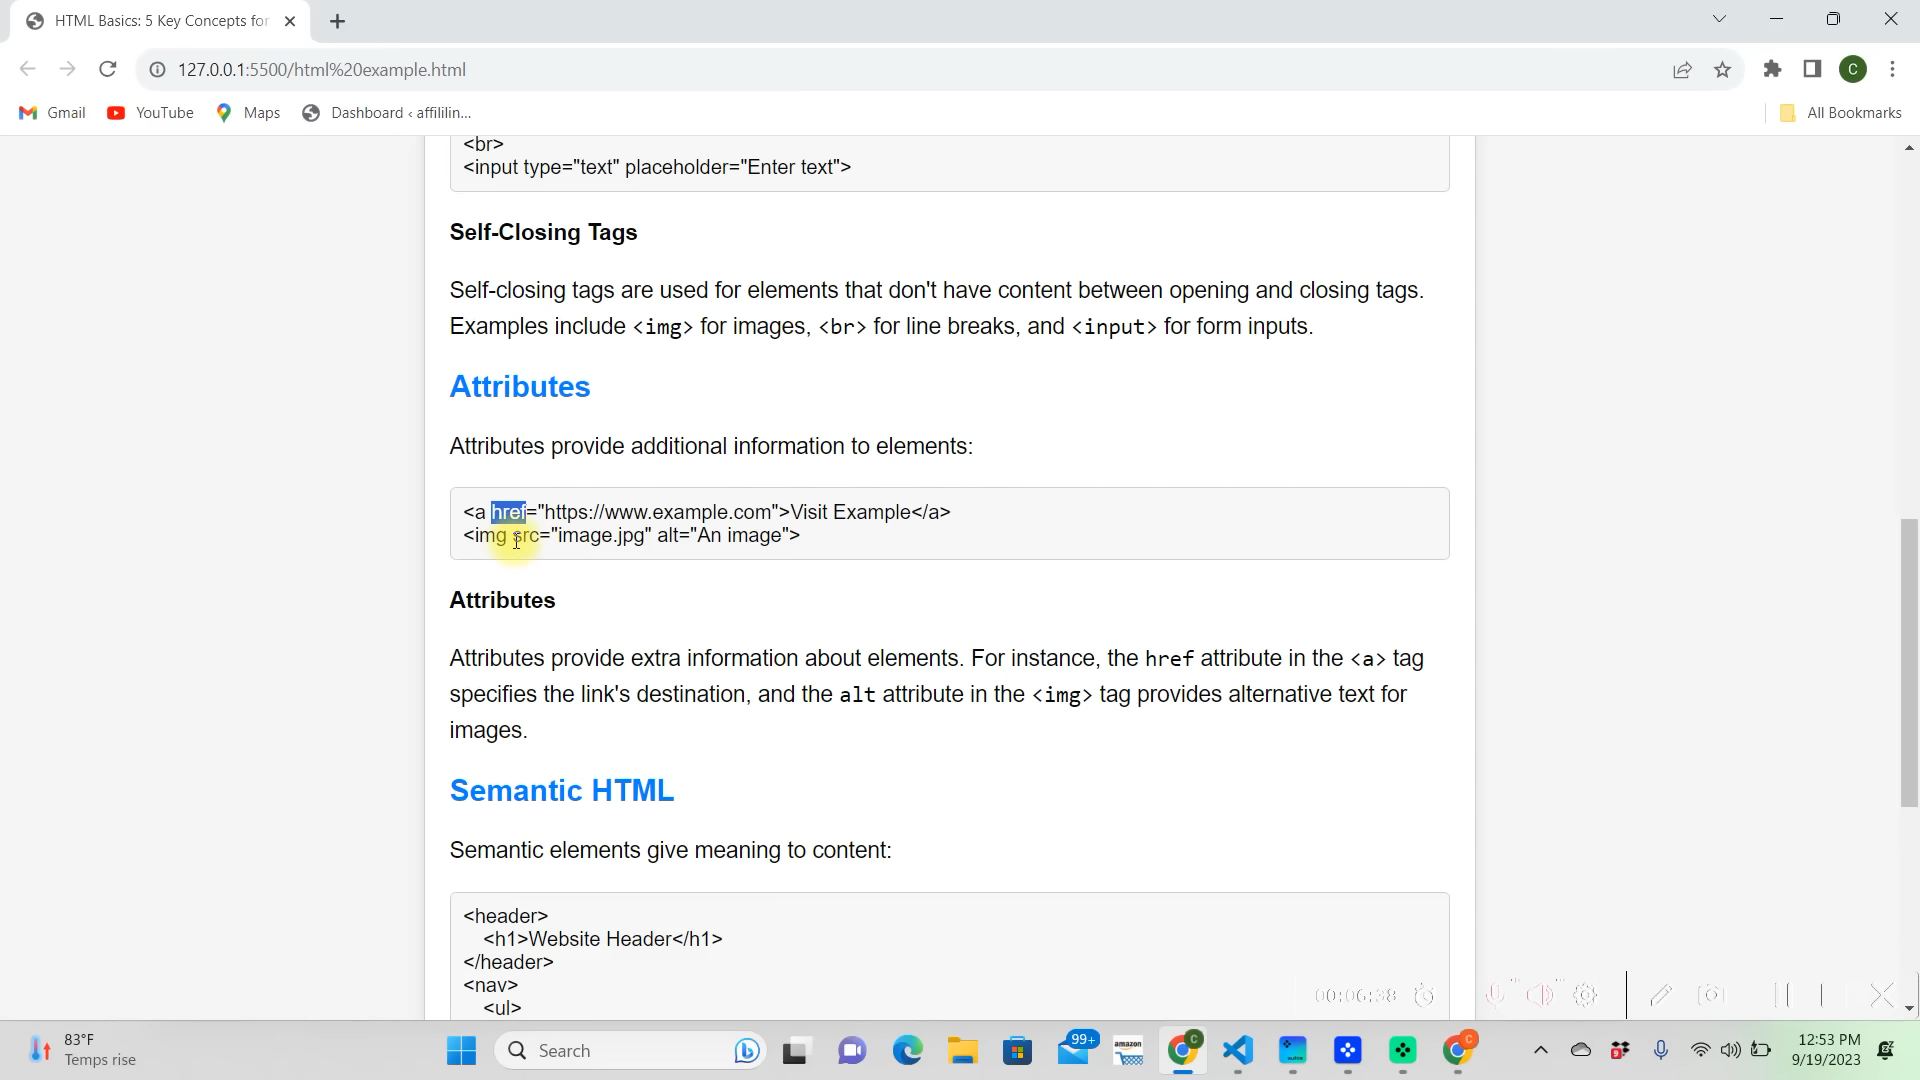 HTML Basics: 5 Key Concepts for
127.0.0.1:5500/html%20example.html
C
Gmail
YouTube
Maps
Dashboard ‹ affililin...
All Bookmarks
<br>
<input type="text" placeholder="Enter text">
Self-Closing Tags
Self-closing tags are used for elements that don't have content between opening and closing tags.
Examples include <img> for images, <br> for line breaks, and <input> for form inputs.
Attributes
Attributes provide additional information to elements:
<a href="https://www.example.com">Visit Example</a>
<img src="image.jpg" alt="An image">
Attributes
Attributes provide extra information about elements. For instance, the href attribute in the <a> tag
specifies the link's destination, and the alt attribute in the <img> tag provides alternative text for
images.
Semantic HTML
Semantic elements give meaning to content:
<header>
<h1>Website Header</h1>
</header>
<nav>
<ul>
00:06:38
83°F
Temps rise
Search
99+
amazon
C
C
9
12:53 PM
9/19/2023